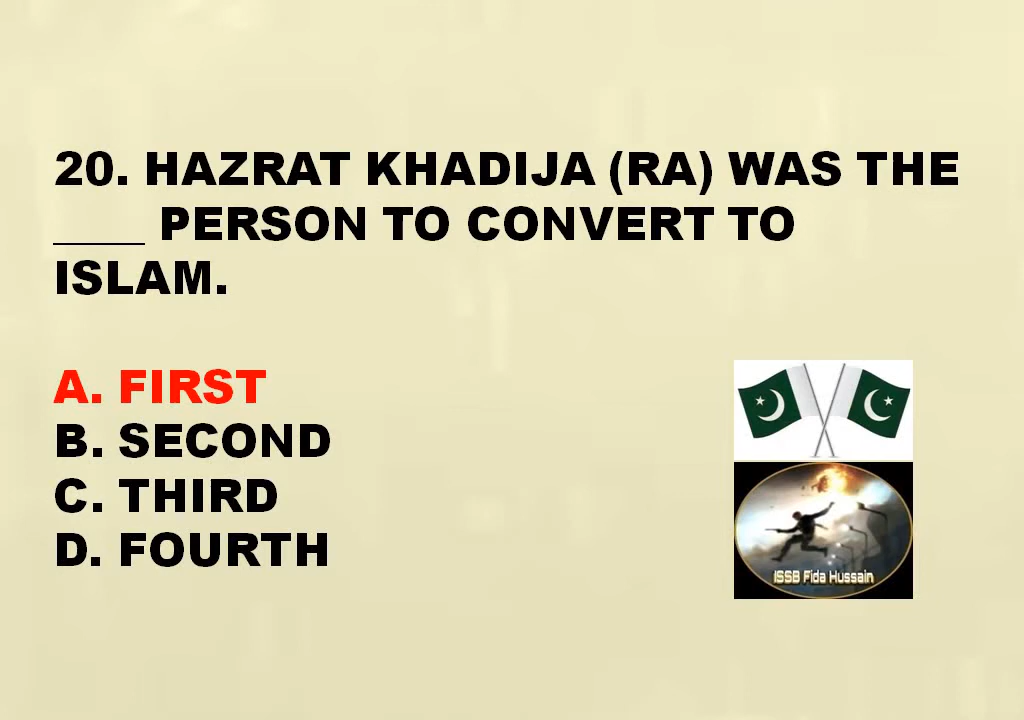 20. HAZRAT KHADIJA (RA) WAS THE
____ PERSON TO CONVERT TO
ISLAM.
A. FIRST
B. SECOND
C. THIRD
D. FOURTH
ISSB Fida Hussain